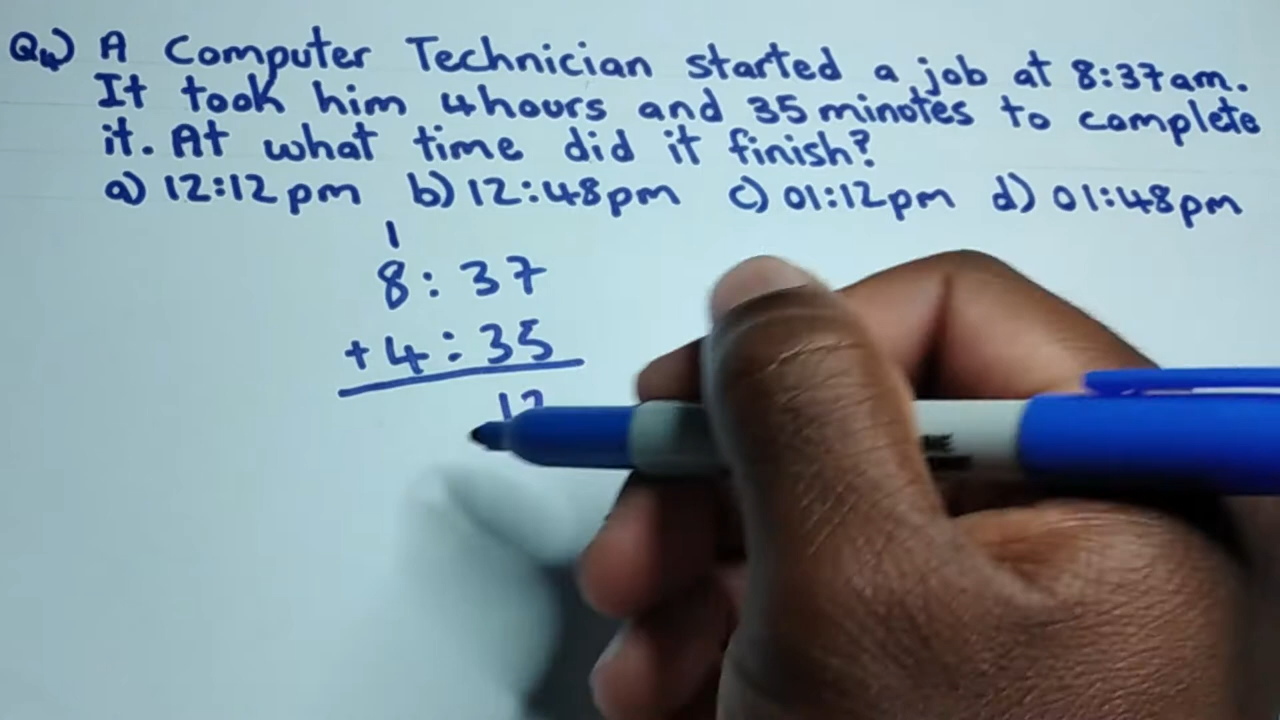 Q4) A Computer Technician started a job at 8:37am.
It took him 4hours and 35minutes to complete
it. At what time did it finish?
a) 12:12pm b) 12:48pm c) 01:12pm d) 01:48pm
1
8:37
+4:35
12